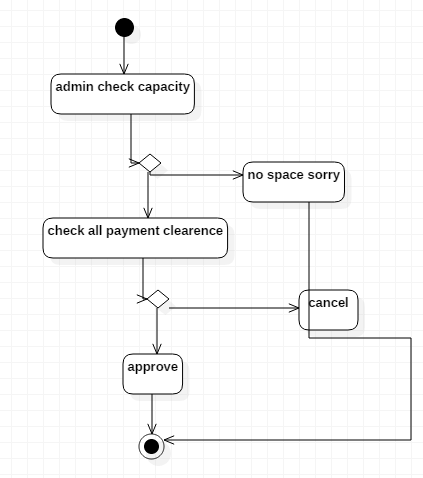 admin check capacity
no space sorry
check all payment clearence
cancel
approve